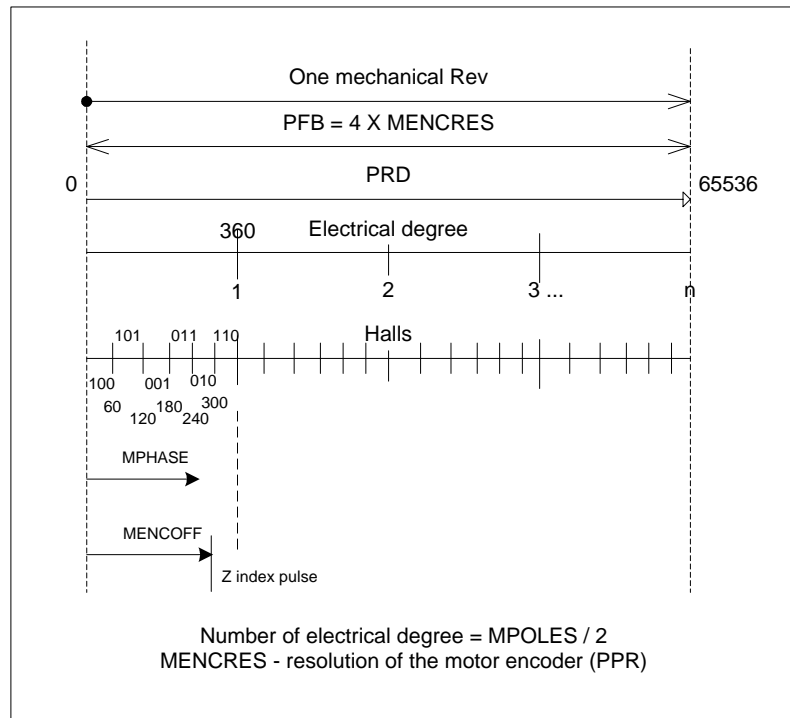 One mechanical Rev
PFB = 4 X MENCRES
0 PRD 65536
360 Electrical degree
1 2 3 ... n
101 011 110 Halls
100 001 010
60 180 300
120 240
MPHASE
MENCOFF
Z index pulse
Number of electrical degree = MPOLES / 2
MENCRES - resolution of the motor encoder (PPR)